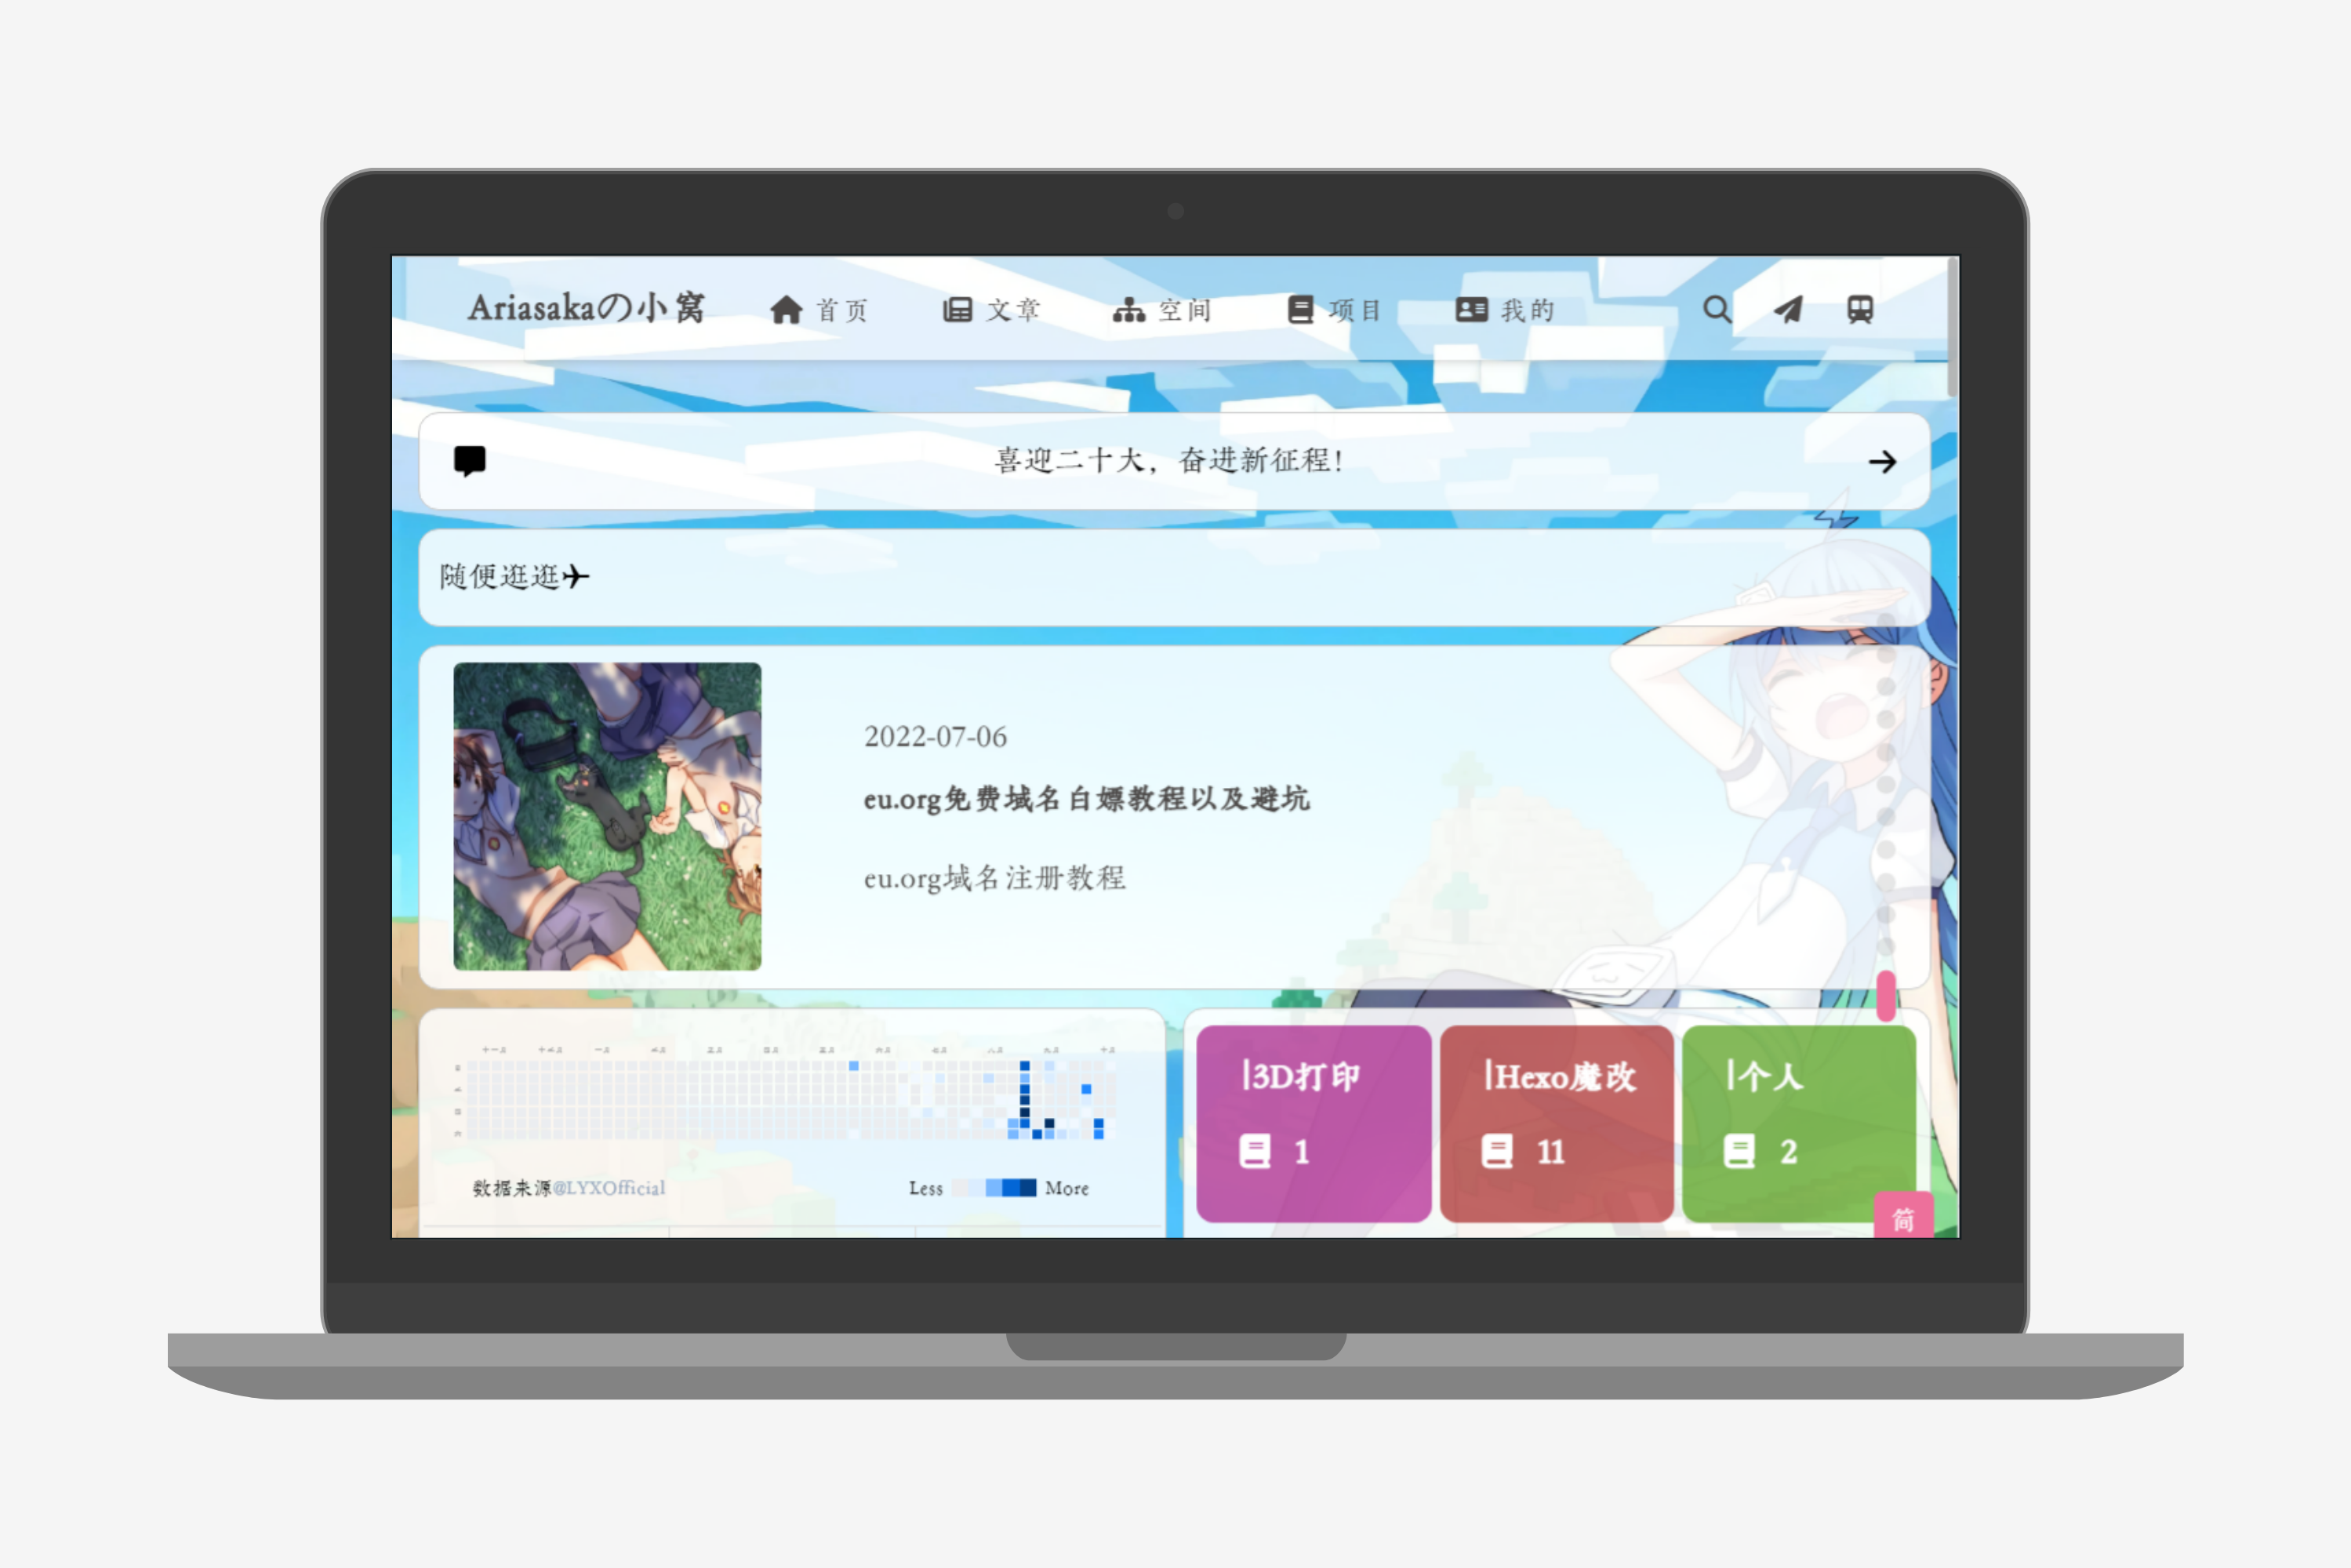 Ariasakaの小窝 首页 文章 空间 项目 我的
喜迎二十大，奋进新征程！
随便逛逛
2022-07-06
eu.org免费域名白嫖教程以及避坑
eu.org域名注册教程
数据来源@LYXOfficial
Less More
|3D打印
1
|Hexo魔改
11
|个人
2
简